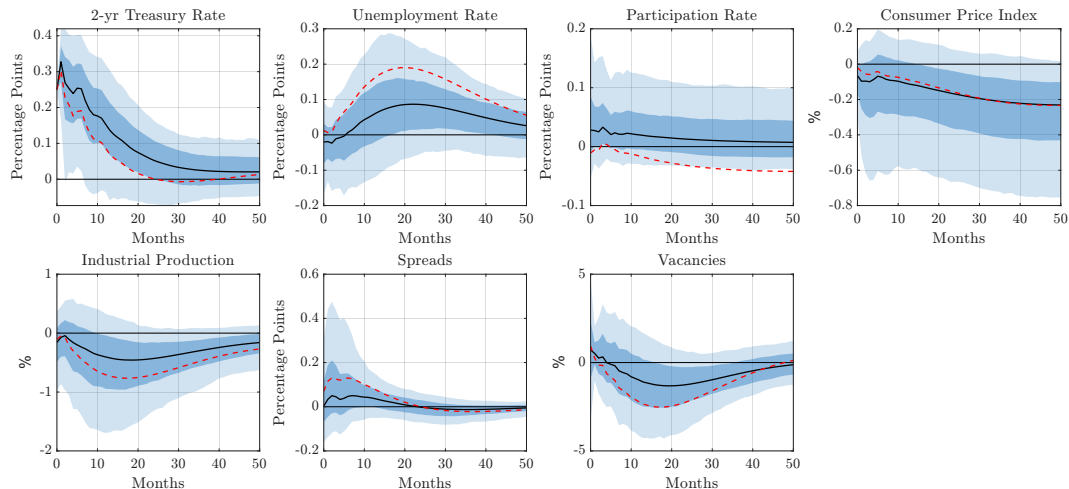 2-yr Treasury Rate
Percentage Points
0.4
0.3
0.2
0.1
0
0 10 20 30 40 50
Months
Unemployment Rate
Percentage Points
0.3
0.2
0.1
0
-0.1
-0.2
0 10 20 30 40 50
Months
Participation Rate
Percentage Points
0.2
0.1
0
-0.1
0 10 20 30 40 50
Months
Consumer Price Index
%
0.2
0
-0.2
-0.4
-0.6
-0.8
0 10 20 30 40 50
Months
Industrial Production
%
1
0
-1
-2
0 10 20 30 40 50
Months
Spreads
Percentage Points
0.6
0.4
0.2
0
-0.2
0 10 20 30 40 50
Months
Vacancies
%
5
0
-5
0 10 20 30 40 50
Months